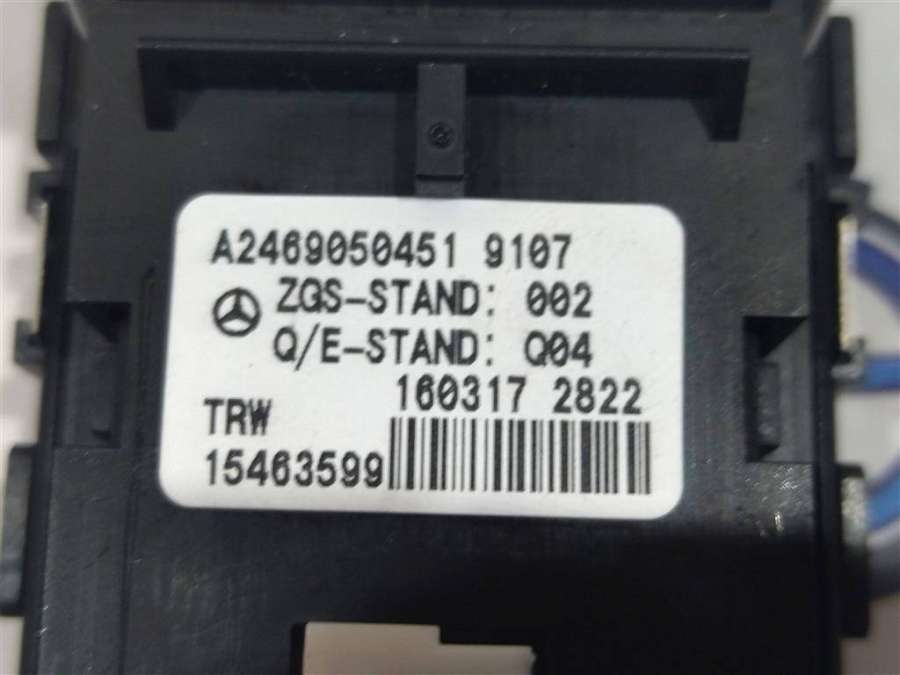 A2469050451 9107
ZGS-STAND: 002
Q/E-STAND: Q04
160317 2822
TRW
15463599